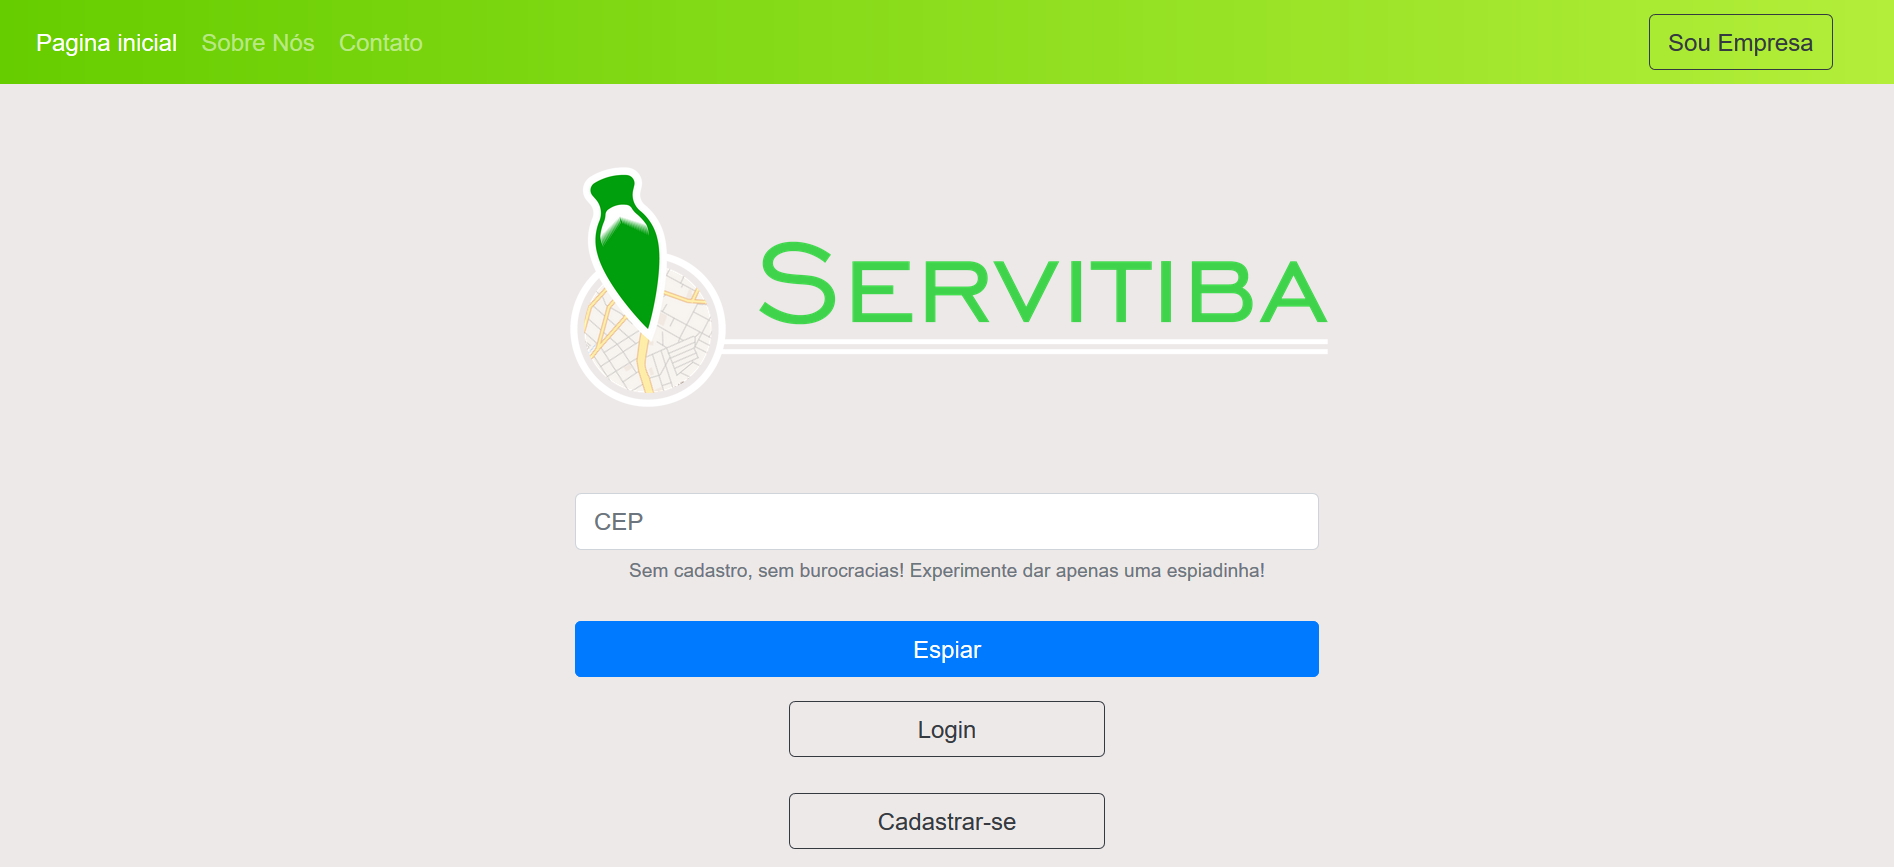 Pagina inicial Sobre Nós Contato Sou Empresa
SERVITIBA
CEP
Sem cadastro, sem burocracias! Experimente dar apenas uma espiadinha!
Espiar
Login
Cadastrar-se